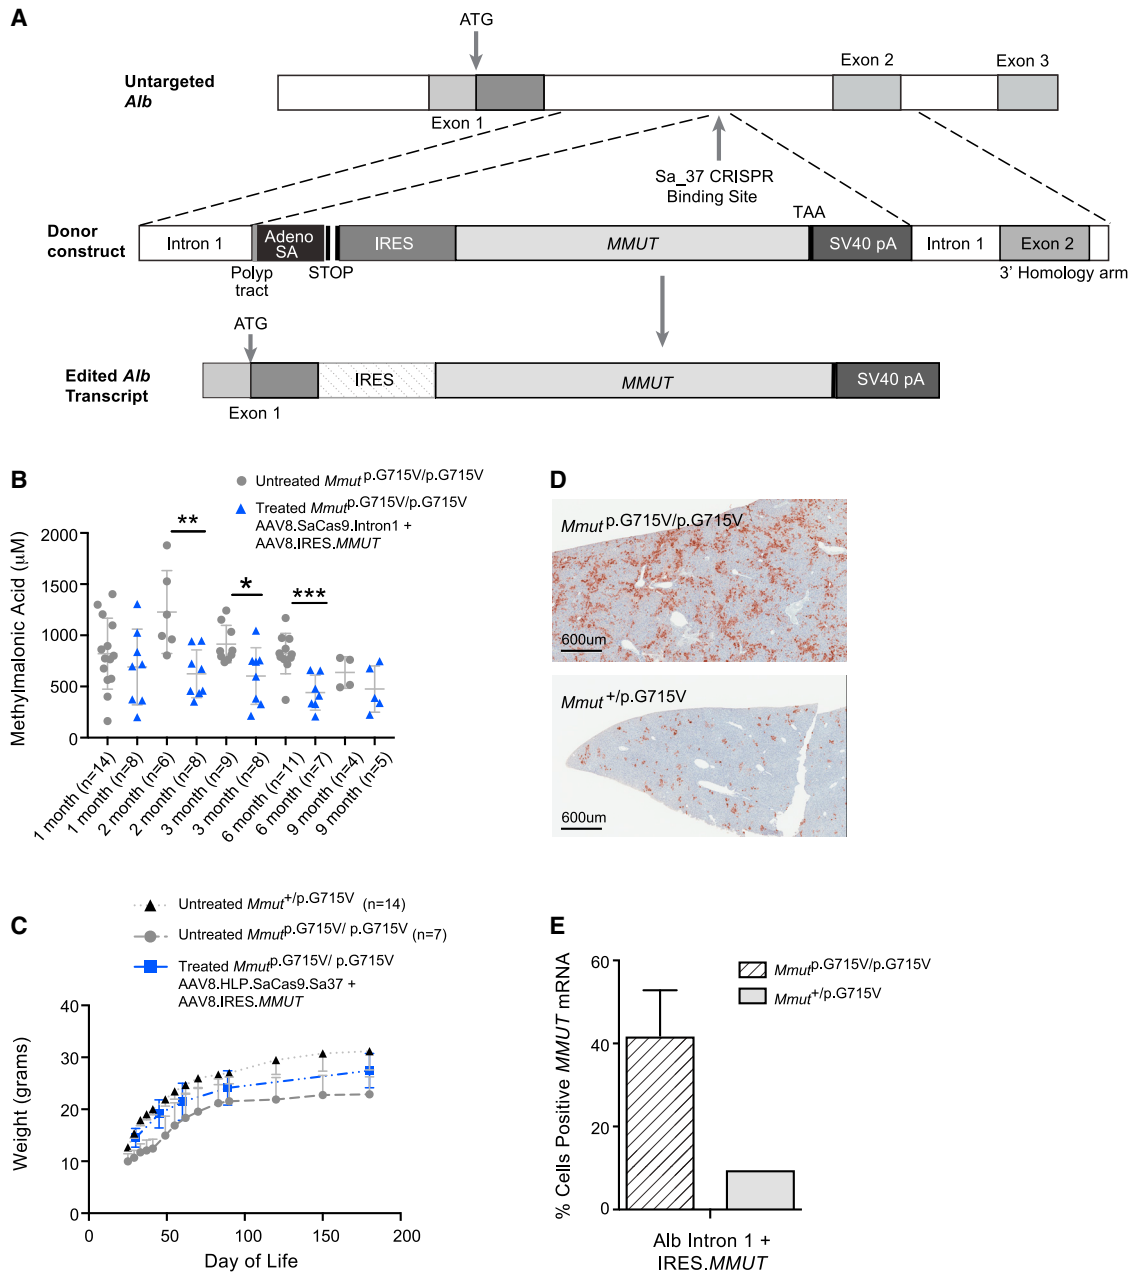 A
ATG
Untargeted
Alb
Exon 1
Exon 2
Exon 3
Sa_37 CRISPR
Binding Site
TAA
Donor
construct
Intron 1
Adeno
SA
IRES
MMUT
SV40 pA
Intron 1
Exon 2
Polyp
tract
STOP
3' Homology arm
ATG
Edited Alb
Transcript
IRES
MMUT
SV40 pA
Exon 1
B
Untreated Mmut p.G715V/p.G715V
Treated Mmut p.G715V/p.G715V
AAV8.SaCas9.Intron1 +
AAV8.IRES.MMUT
Methylmalonic Acid (µM)
2000
1500
1000
500
0
**
*
***
1 month (n=14)
1 month (n=8)
2 month (n=6)
2 month (n=8)
3 month (n=9)
3 month (n=8)
6 month (n=11)
6 month (n=7)
9 month (n=4)
9 month (n=5)
D
Mmut p.G715V/p.G715V
600um
Mmut +/p.G715V
600um
C
Untreated Mmut +/p.G715V (n=14)
Untreated Mmut p.G715V/ p.G715V (n=7)
Treated Mmut p.G715V/ p.G715V
AAV8.HLP.SaCas9.Sa37 +
AAV8.IRES.MMUT
Weight (grams)
40
30
20
10
0
0
50
100
150
200
Day of Life
E
% Cells Positive MMUT mRNA
60
40
20
0
Mmut p.G715V/p.G715V
Mmut +/p.G715V
Alb Intron 1 +
IRES.MMUT